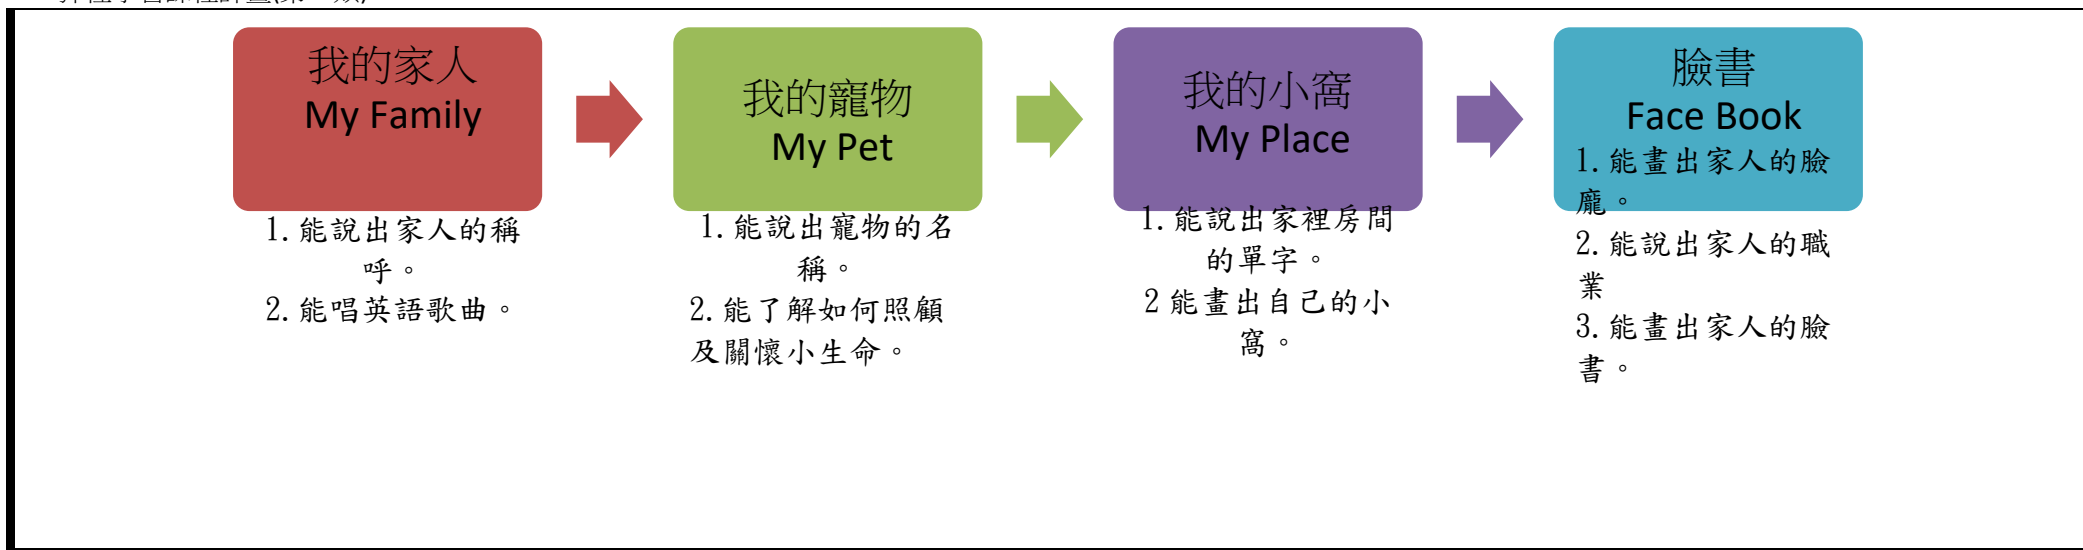 我的家人
My Family
1.能說出家人的稱
呼。
2.能唱英語歌曲。
我的寵物
My Pet
1.能說出寵物的名
稱。
2.能了解如何照顧
及關懷小生命。
我的小窩
My Place
1.能說出家裡房間
的單字。
2能畫出自己的小
窩。
臉書
Face Book
1.能畫出家人的臉
龐。
2.能說出家人的職
業
3.能畫出家人的臉
書。